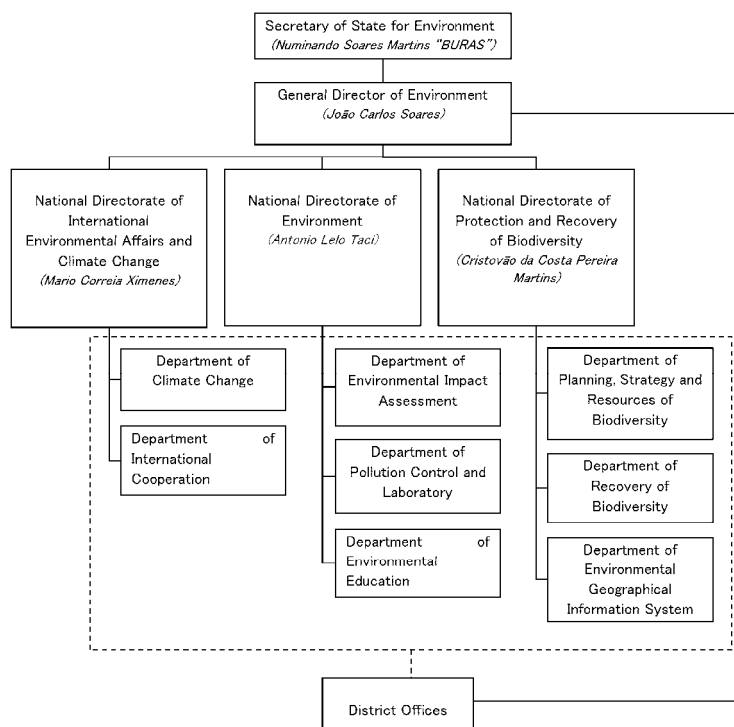 Secretary of State for Environment
(Numinando Soares Martins "BURAS")
General Director of Environment
(João Carlos Soares)
National Directorate of
International
Environmental Affairs and
Climate Change
(Mario Correia Ximenes)
National Directorate of
Environment
(Antonio Lelo Taci)
National Directorate of
Protection and Recovery
of Biodiversity
(Cristovão da Costa Pereira
Martins)
Department of
Climate Change
Department of
International
Cooperation
Department of
Environmental Impact
Assessment
Department of
Pollution Control and
Laboratory
Department of
Environmental
Education
Department of
Planning, Strategy and
Resources of
Biodiversity
Department of
Recovery of
Biodiversity
Department of
Environmental
Geographical
Information System
District Offices